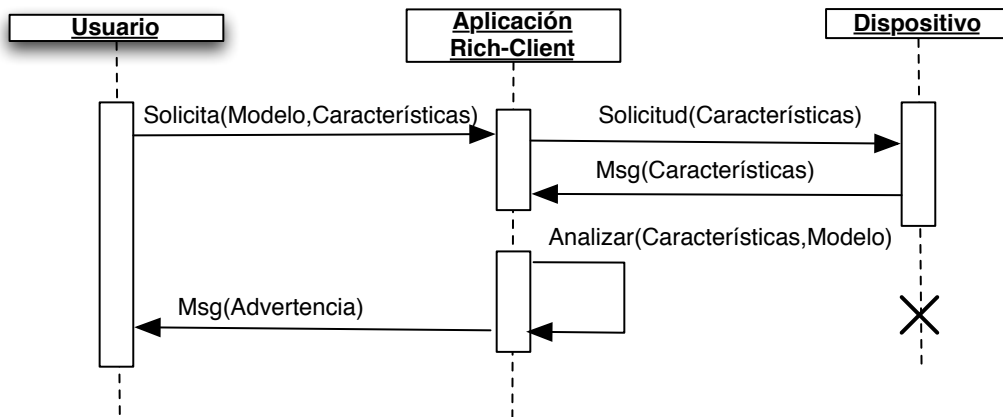 Usuario
Aplicación
Rich-Client
Dispositivo
Solicita(Modelo,Características)
Solicitud(Características)
Msg(Características)
Analizar(Características,Modelo)
Msg(Advertencia)